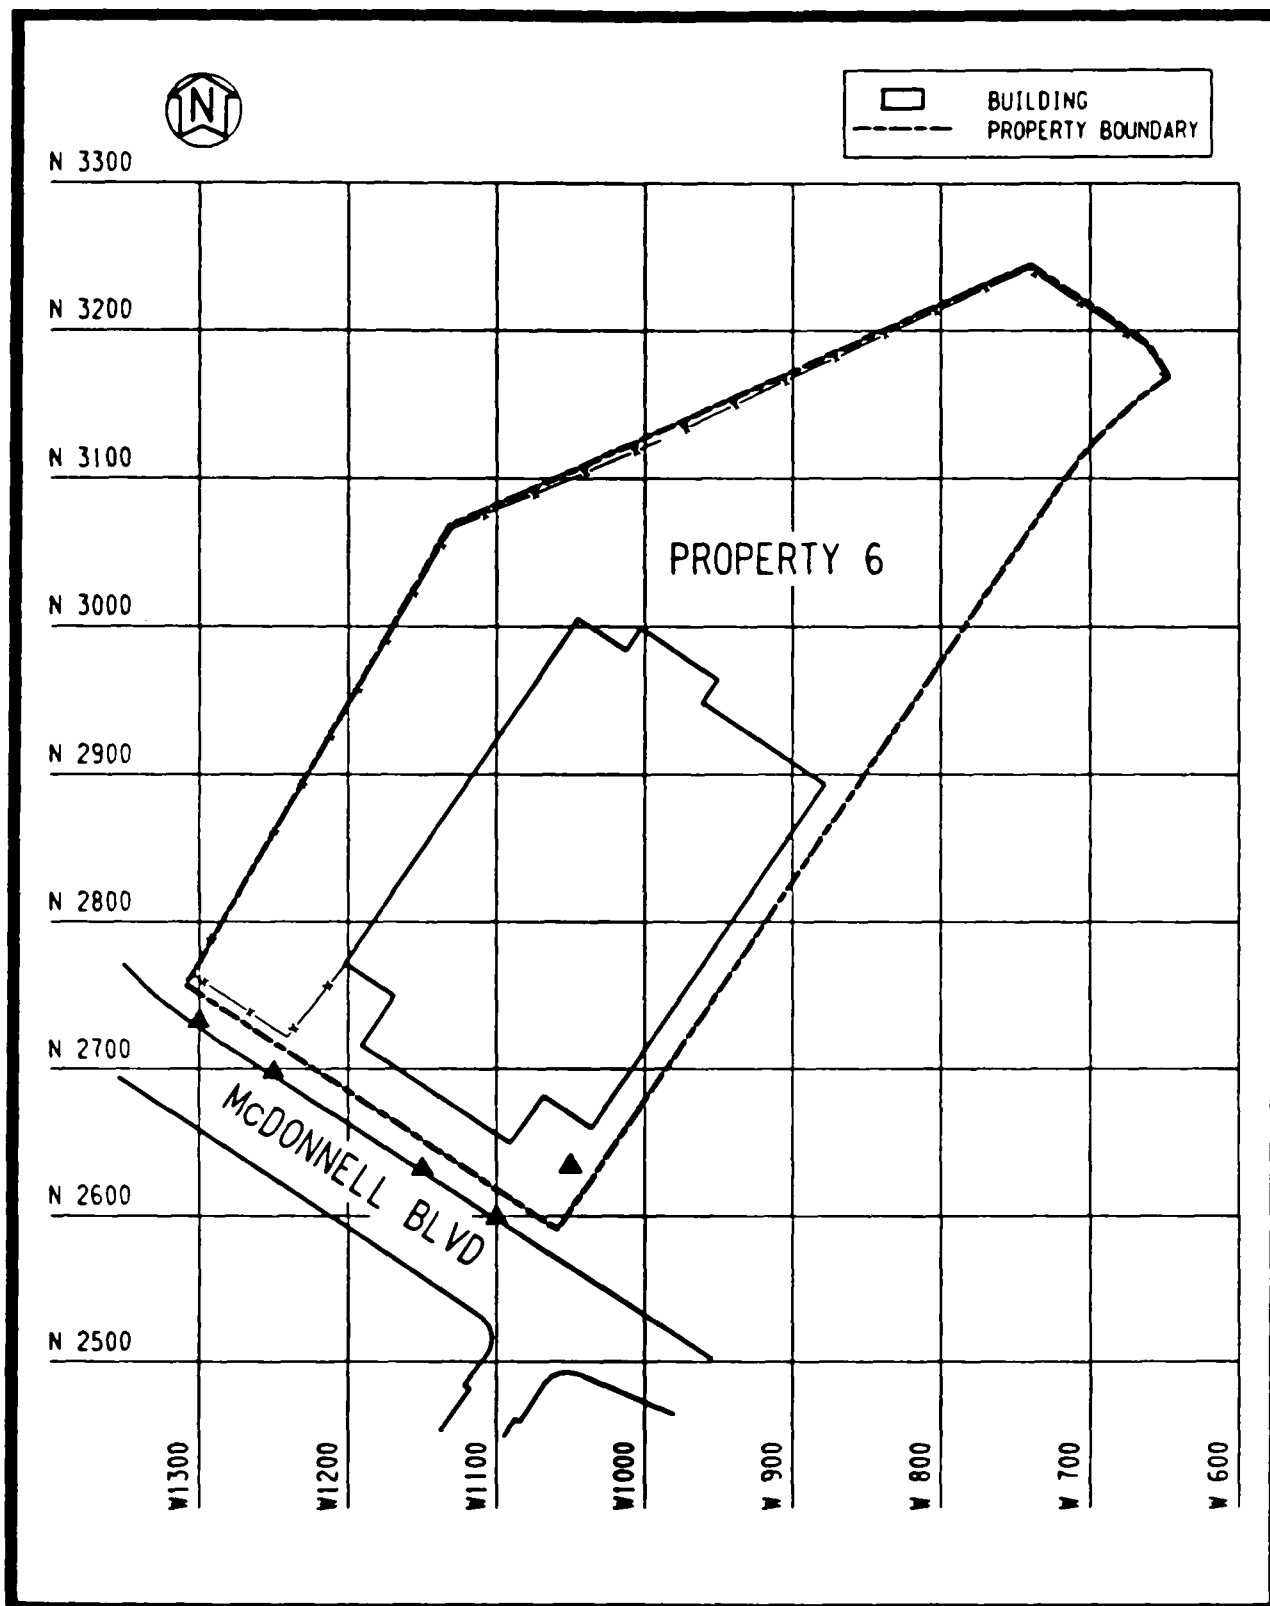 N
BUILDING
PROPERTY BOUNDARY
N 3300
N 3200
N 3100
PROPERTY 6
N 3000
N 2900
N 2800
N 2700
McDONNELL BLVD
N 2600
N 2500
W1300
W1200
W1100
W1000
W 900
W 800
W 700
W 600